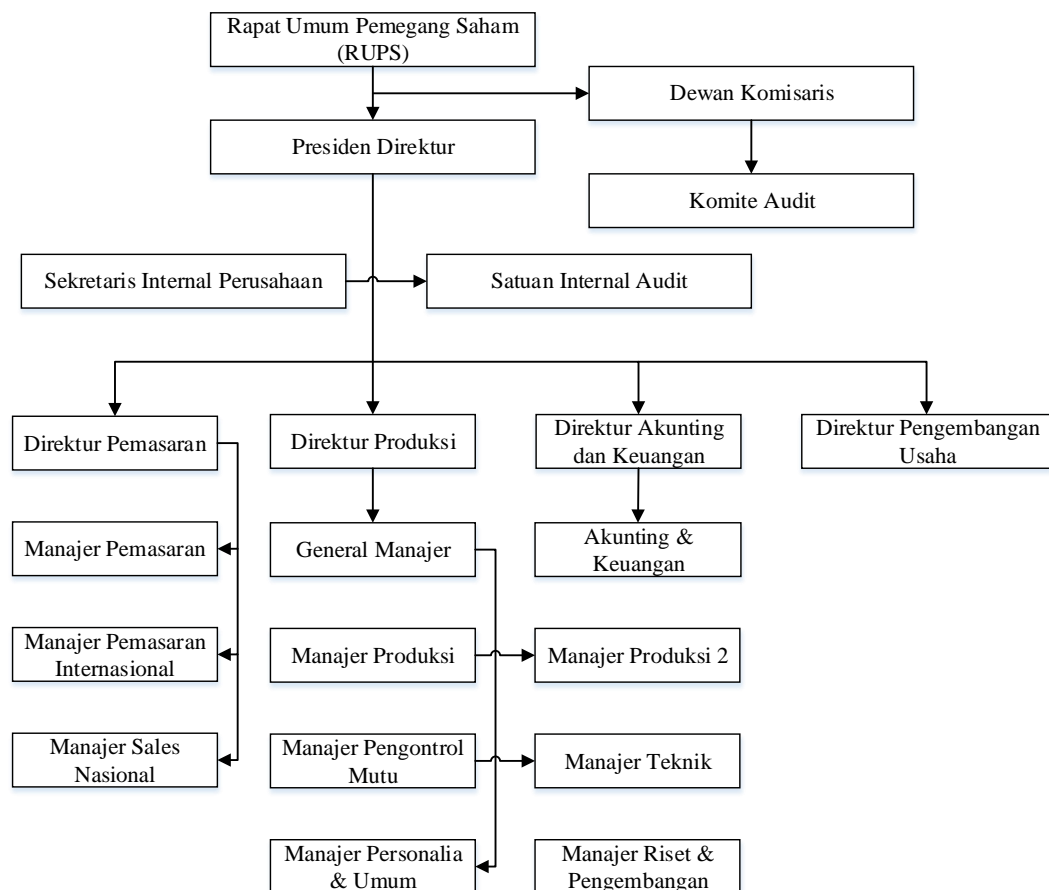 Rapat Umum Pemegang Saham
(RUPS)
Dewan Komisaris
Presiden Direktur
Komite Audit
Sekretaris Internal Perusahaan
Satuan Internal Audit
Direktur Pemasaran
Direktur Produksi
Direktur Akunting
dan Keuangan
Direktur Pengembangan
Usaha
Manajer Pemasaran
General Manajer
Akunting &
Keuangan
Manajer Pemasaran
Internasional
Manajer Produksi
Manajer Produksi 2
Manajer Sales
Nasional
Manajer Pengontrol
Mutu
Manajer Teknik
Manajer Personalia
& Umum
Manajer Riset &
Pengembangan